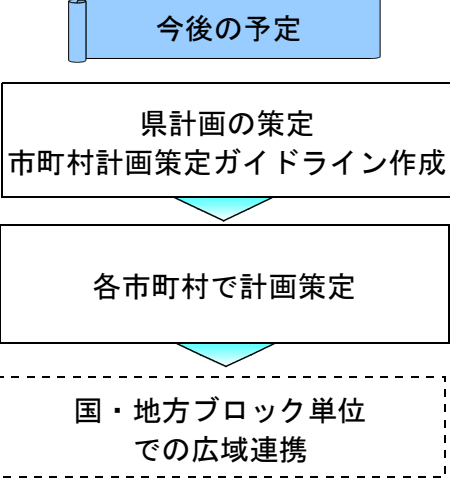 今後の予定
県計画の策定
市町村計画策定ガイドライン作成
各市町村で計画策定
国・地方ブロック単位
での広域連携